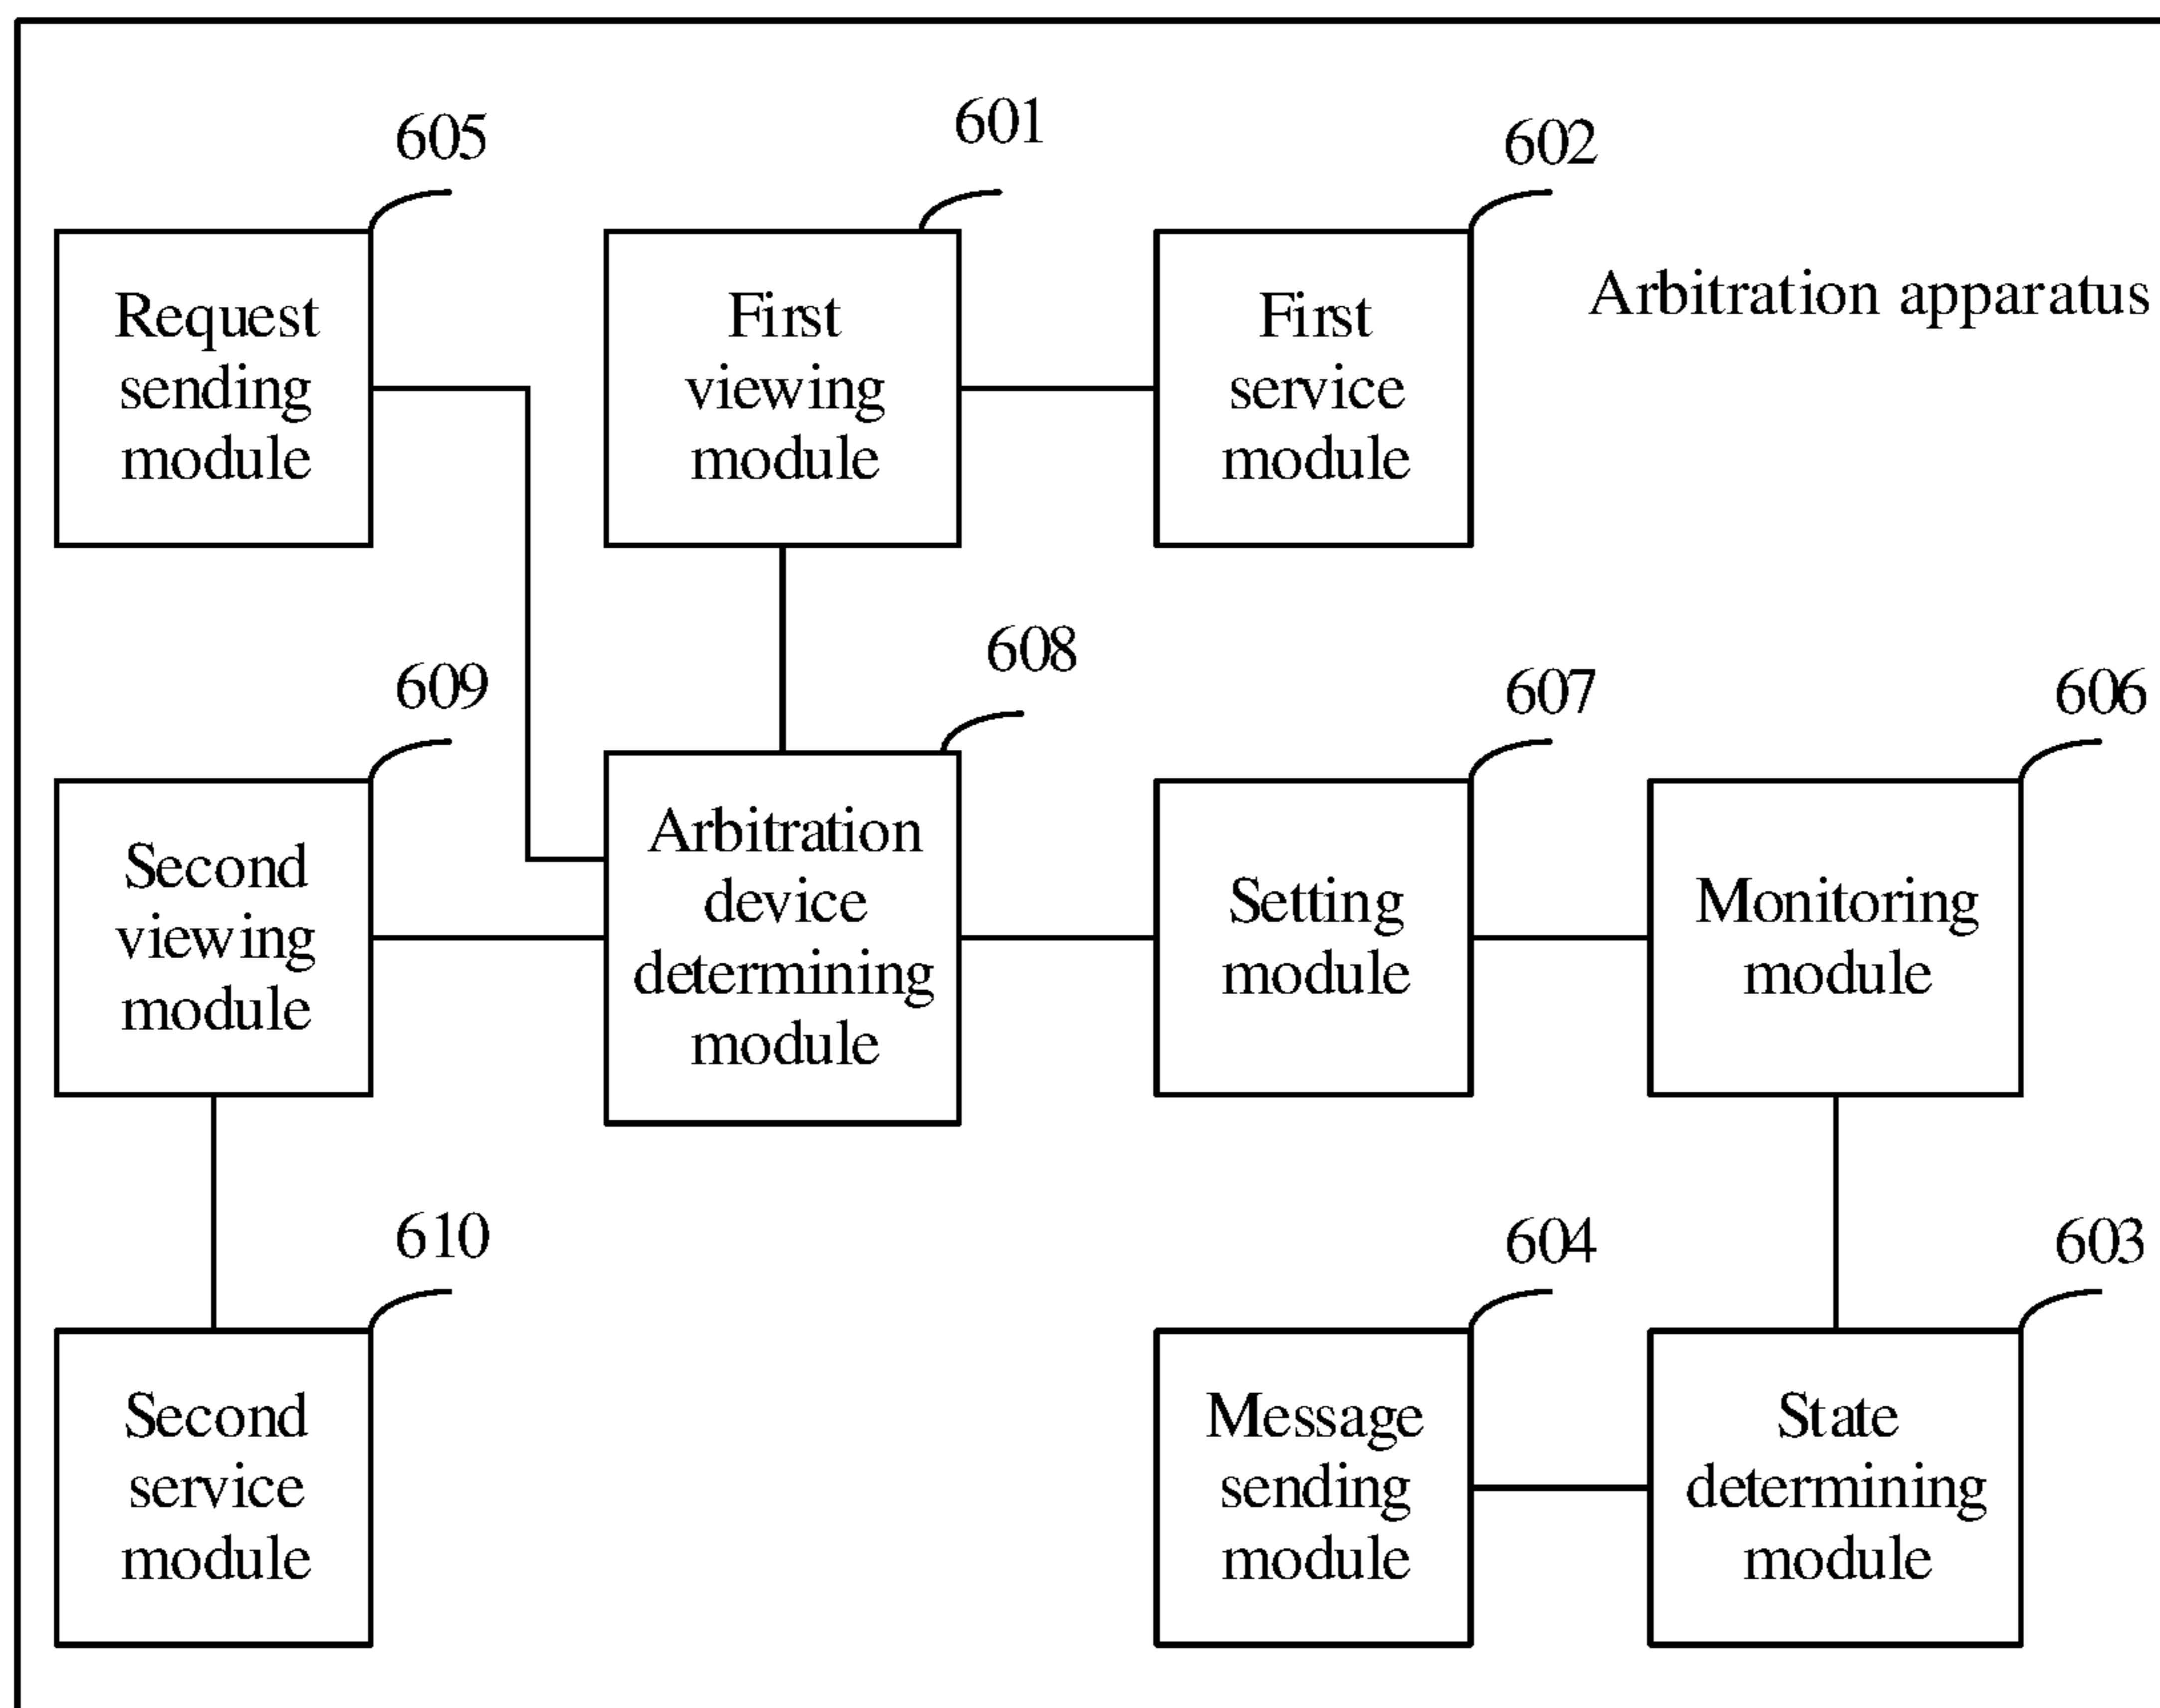 605
601
602
Request
sending
module
First
viewing
module
First
service
module
Arbitration apparatus
609
608
607
606
Second
viewing
module
Arbitration
device
determining
module
Setting
module
Monitoring
module
610
604
603
Second
service
module
Message
sending
module
State
determining
module